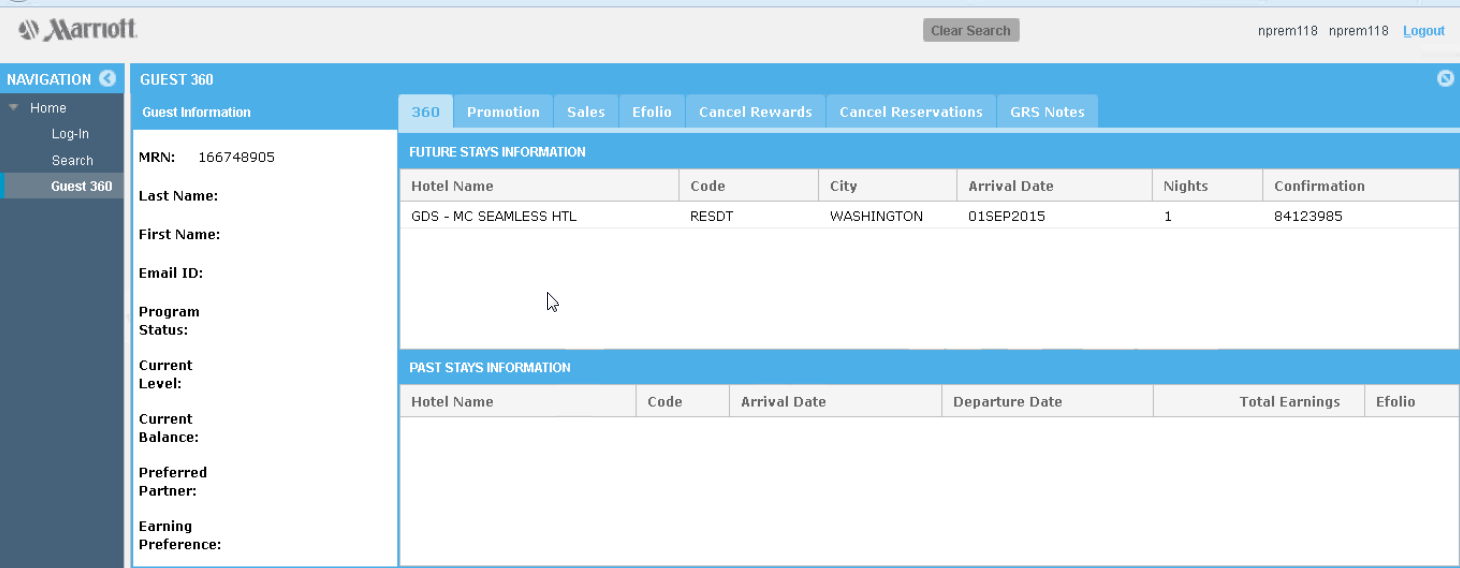 Marriott
Clear Search
nprem118 nprem118 Logout
NAVIGATION
Home
Log-In
Search
Guest 360
GUEST 360
Guest Information
360 Promotion Sales Efolio Cancel Rewards Cancel Reservations GRS Notes
MRN: 166748905
Last Name:
First Name:
Email ID:
Program
Status:
Current
Level:
Current
Balance:
Preferred
Partner:
Earning
Preference:
FUTURE STAYS INFORMATION
Hotel Name Code City Arrival Date Nights Confirmation
GDS - MC SEAMLESS HTL RESDT WASHINGTON 01SEP2015 1 84123985
PAST STAYS INFORMATION
Hotel Name Code Arrival Date Departure Date Total Earnings Efolio